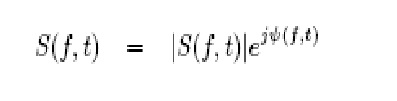 S(f,t) = |S(f,t)|e^{jψ(f,t)}